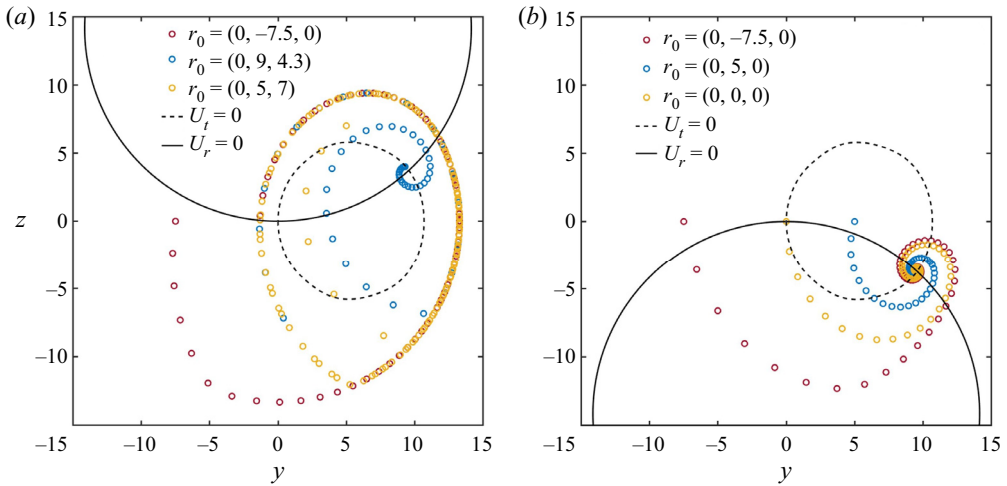 (a)
15
10
5
0
−5
−10
−15 −10 −5 0 5 10 15
z
y
r0 = (0, −7.5, 0)
r0 = (0, 9, 4.3)
r0 = (0, 5, 7)
Ut = 0
Ur = 0
(b)
15
10
5
0
−5
−10
−15
−15 −10 −5 0 5 10 15
y
r0 = (0, −7.5, 0)
r0 = (0, 5, 0)
r0 = (0, 0, 0)
Ut = 0
Ur = 0